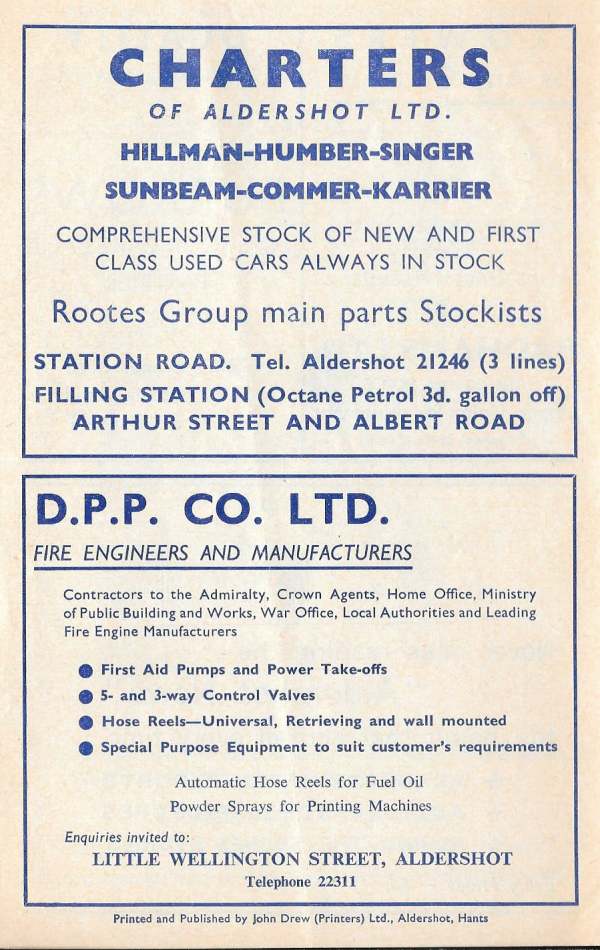 CHARTERS
OF ALDERSHOT LTD.
HILLMAN-HUMBER-SINGER
SUNBEAM-COMMER-KARRIER
COMPREHENSIVE STOCK OF NEW AND FIRST
CLASS USED CARS ALWAYS IN STOCK
Rootes Group main parts Stockists
STATION ROAD. Tel. Aldershot 21246 (3 lines)
FILLING STATION (Octane Petrol 3d. gallon off)
ARTHUR STREET AND ALBERT ROAD
D.P.P. CO. LTD.
FIRE ENGINEERS AND MANUFACTURERS
Contractors to the Admiralty, Crown Agents, Home Office, Ministry
of Public Building and Works, War Office, Local Authorities and Leading
Fire Engine Manufacturers
● First Aid Pumps and Power Take-offs
● 5- and 3-way Control Valves
● Hose Reels—Universal, Retrieving and wall mounted
● Special Purpose Equipment to suit customer's requirements
Automatic Hose Reels for Fuel Oil
Powder Sprays for Printing Machines
Enquiries invited to:
LITTLE WELLINGTON STREET, ALDERSHOT
Telephone 22311
Printed and Published by John Drew (Printers) Ltd., Aldershot, Hants